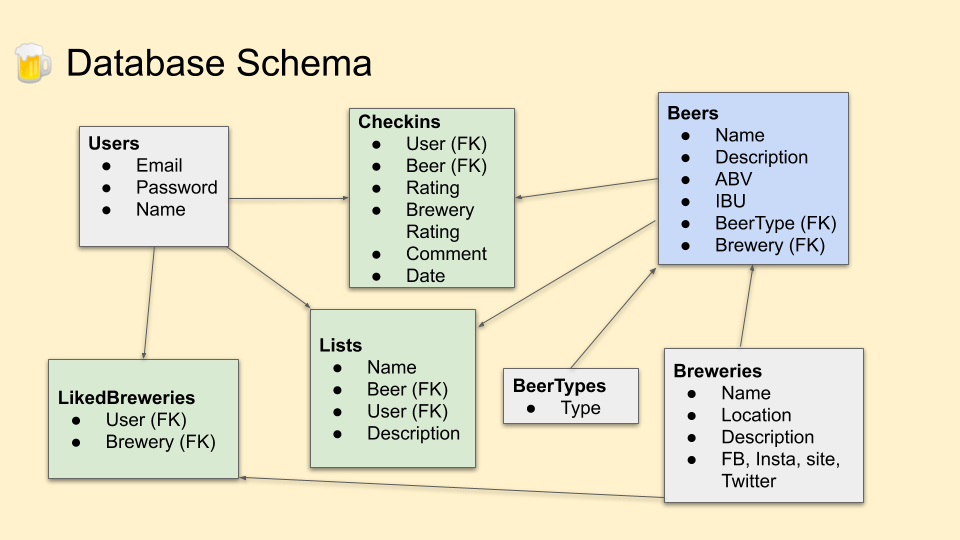 Database Schema
Users
● Email
● Password
● Name
Checkins
● User (FK)
● Beer (FK)
● Rating
● Brewery
Rating
● Comment
● Date
Beers
● Name
● Description
● ABV
● IBU
● BeerType (FK)
● Brewery (FK)
LikedBreweries
● User (FK)
● Brewery (FK)
Lists
● Name
● Beer (FK)
● User (FK)
● Description
BeerTypes
● Type
Breweries
● Name
● Location
● Description
● FB, Insta, site,
Twitter